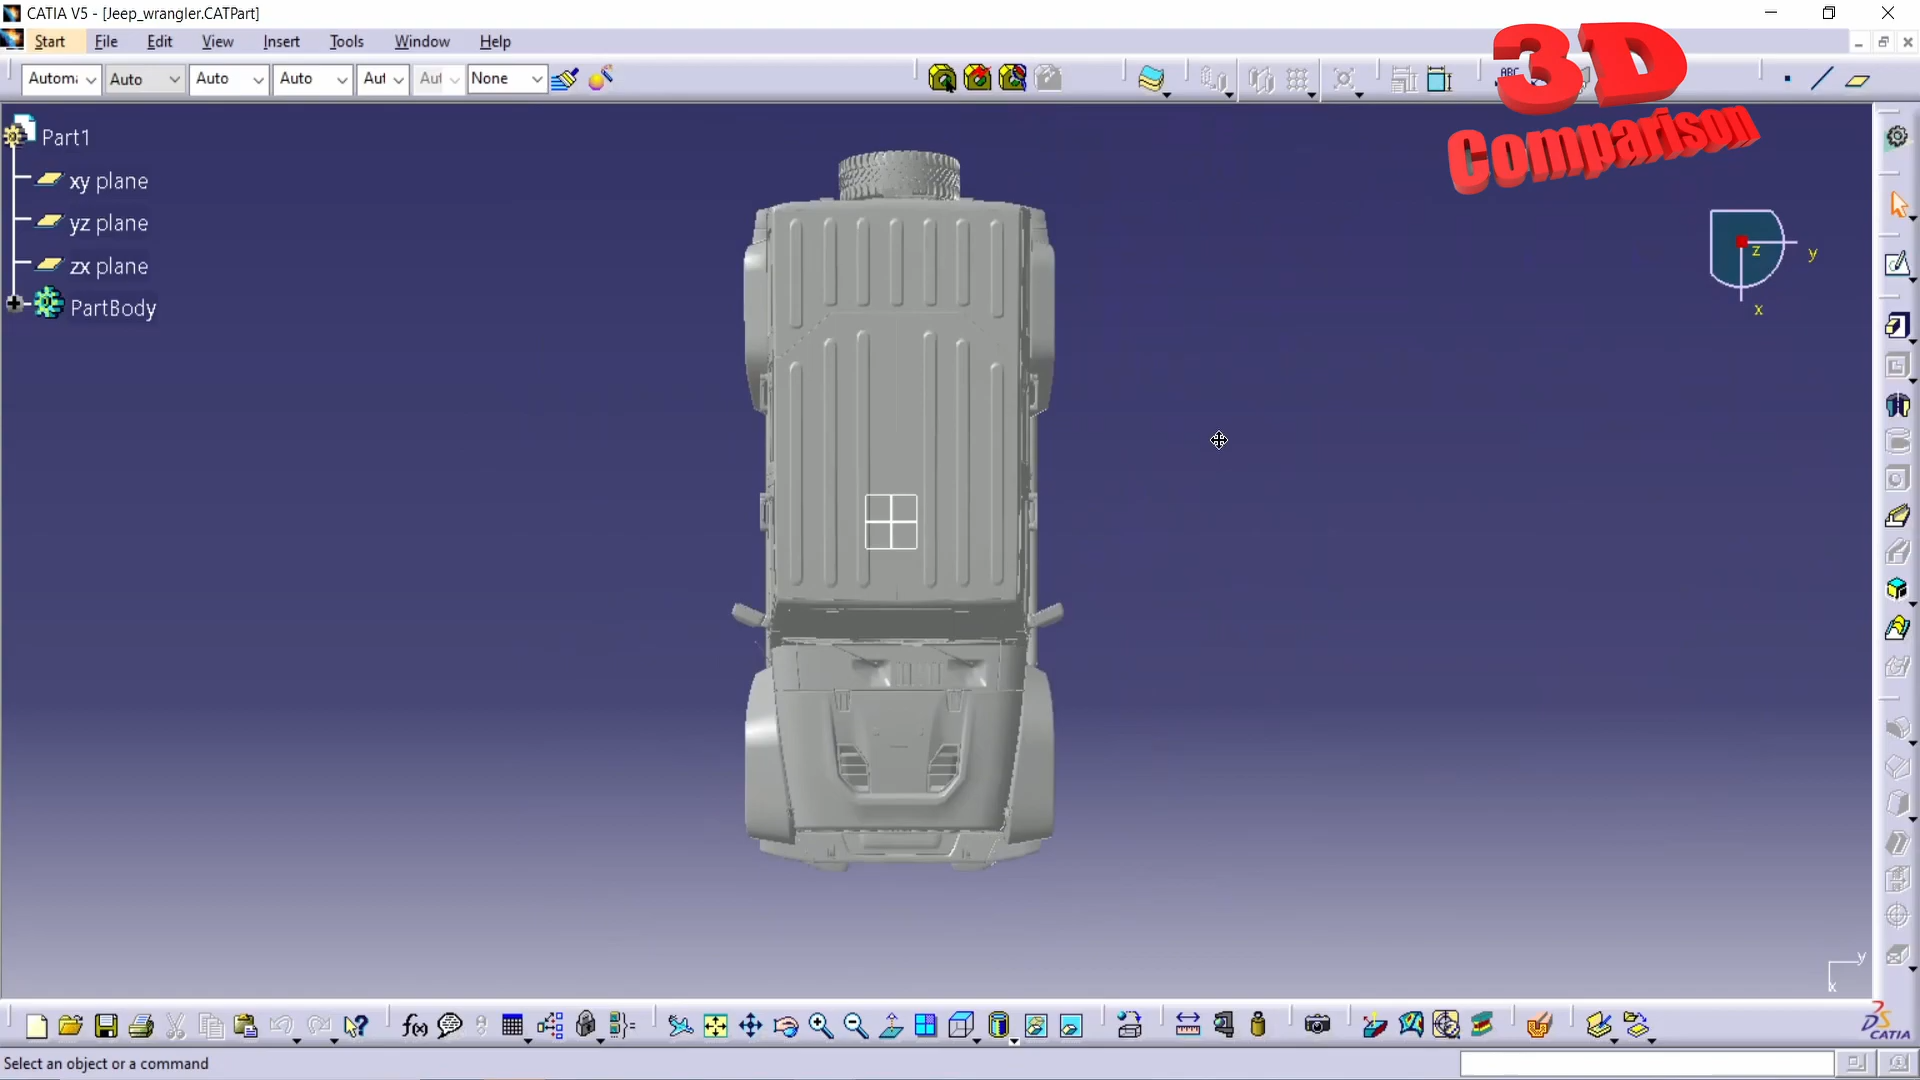 CATIA V5 - [Jeep_wrangler.CATPart]
Start File Edit View Insert Tools Window Help
Auto Auto Auto None
ABC
3D
Comparison
Part1
xy plane
yz plane
zx plane
PartBody
z
y
x
y
x
f(x)
CATIA
Select an object or a command